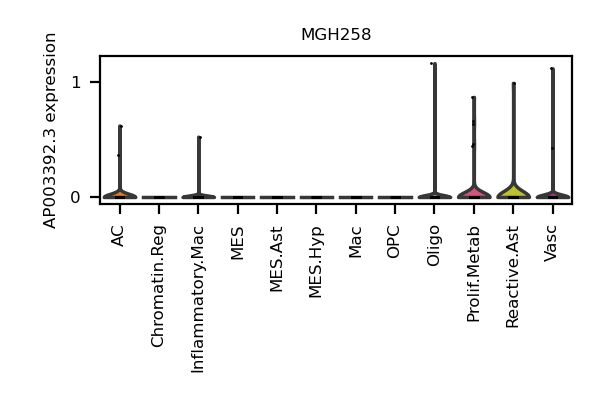 MGH258
AP003392.3 expression
1
0
AC
Chromatin.Reg
Inflammatory.Mac
MES
MES.Ast
MES.Hyp
Mac
OPC
Oligo
Prolif.Metab
Reactive.Ast
Vasc